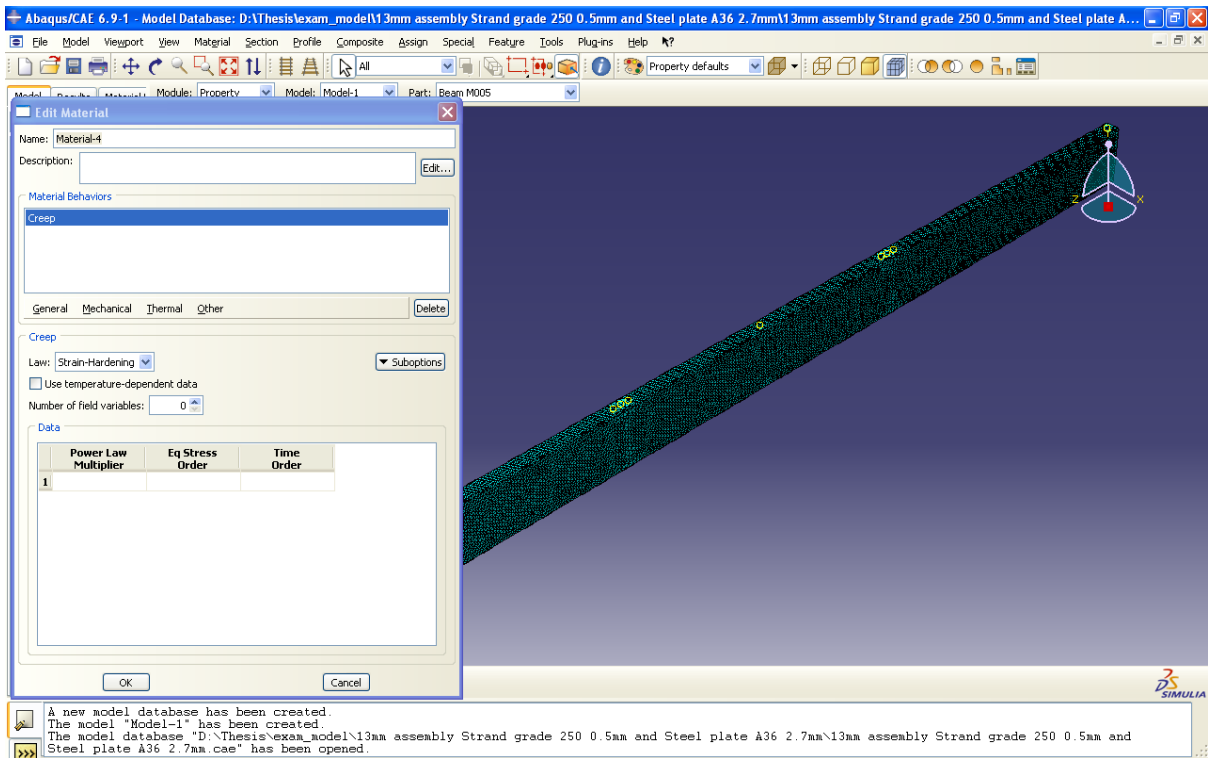 Abaqus/CAE 6.9-1 - Model Database: D:\Thesis\exam_model\13mm assembly Strand grade 250 0.5mm and Steel plate A36 2.7mm\13mm assembly Strand grade 250 0.5mm and Steel plate A...
File Model Viewport View Material Section Profile Composite Assign Special Feature Tools Plug-ins Help
All Property defaults
Model Results Module: Property Model: Model-1 Part: Beam M005
Edit Material
Name: Material-4
Description:
Edit...
Material Behaviors
Creep
General Mechanical Thermal Other Delete
Creep
Law: Strain-Hardening Suboptions
Use temperature-dependent data
Number of field variables: 0
Data
Power Law Eq Stress Time
Multiplier Order Order
1
OK Cancel
Z X
SIMULIA
A new model database has been created.
The model "Model-1" has been created.
The model database "D:\Thesis\exam_model\13mm assembly Strand grade 250 0.5mm and Steel plate A36 2.7mm\13mm assembly Strand grade 250 0.5mm and
Steel plate A36 2.7mm.cae" has been opened.
>>>